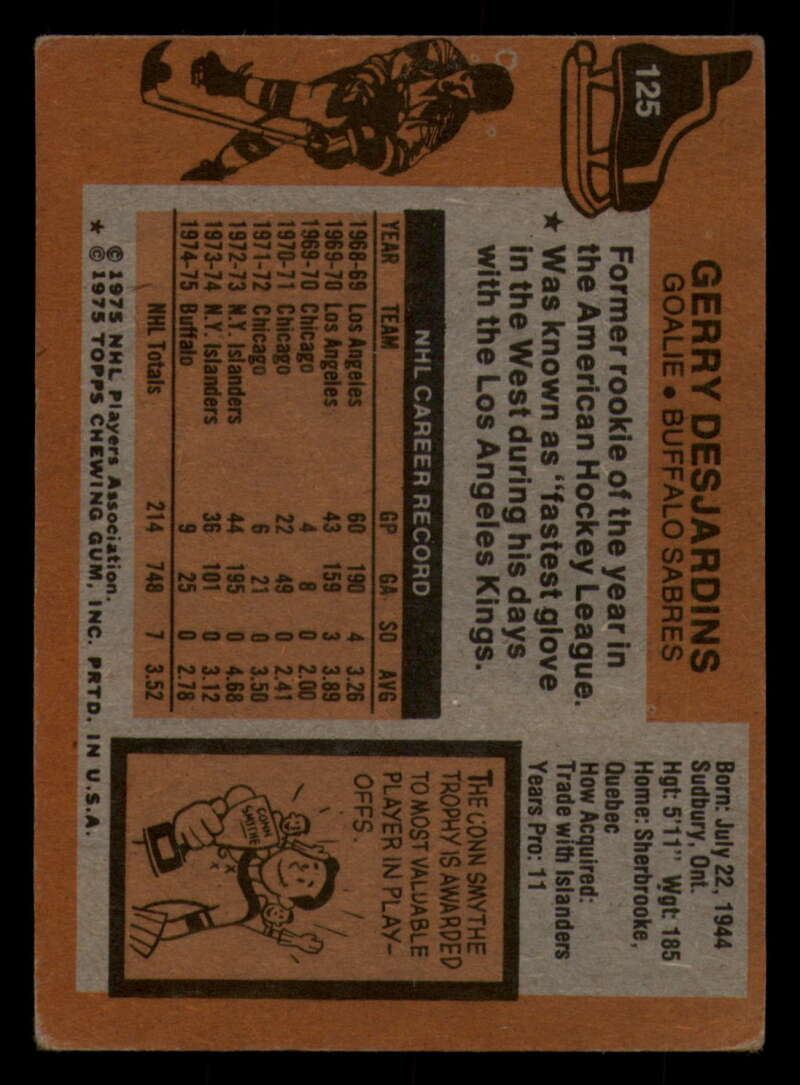 125
GERRY DESJARDINS
GOALIE • BUFFALO SABRES
Born: July 22, 1944
Sudbury, Ont.
Hgt: 5'11" Wgt: 185
Home: Sherbrooke,
Quebec
How Acquired:
Trade with Islanders
Years Pro: 11
Former rookie of the year in
the American Hockey League.
★ Was known as "fastest glove
in the West during his days
with the Los Angeles Kings.
NHL CAREER RECORD
YEAR TEAM GP GA SO AVG
1968-69 Los Angeles 60 190 4 3.26
1969-70 Los Angeles 43 159 3 3.89
1969-70 Chicago 4 8 0 2.00
1970-71 Chicago 22 49 0 2.41
1971-72 Chicago 6 21 0 3.50
1972-73 N.Y. Islanders 44 195 0 4.68
1973-74 N.Y. Islanders 36 101 0 3.12
1974-75 Buffalo 9 25 0 2.78
NHL Totals 214 748 7 3.52
THE CONN SMYTHE
TROPHY IS AWARDED
TO MOST VALUABLE
PLAYER IN PLAY-
OFFS.
CONN
SMYTHE
© 1975 NHL Players Association.
★ © 1975 TOPPS CHEWING GUM, INC. PRTD. IN U.S.A.